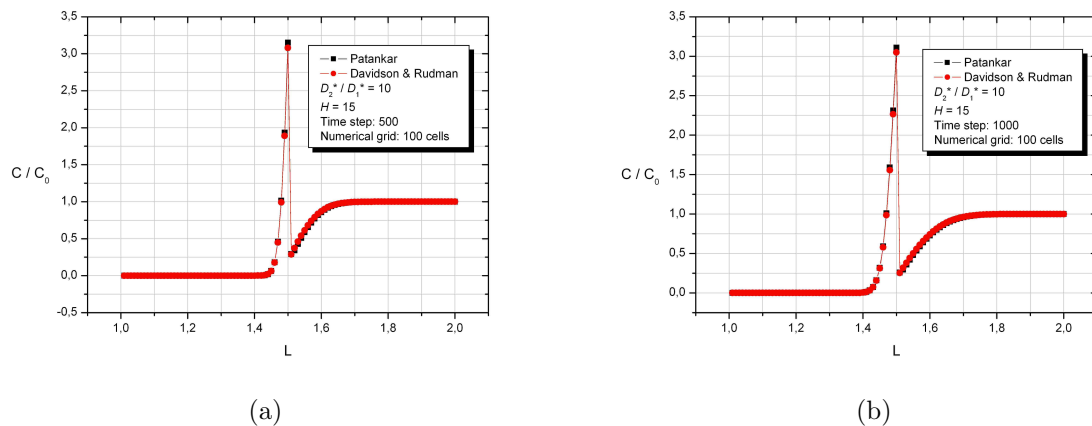 3,5
3,0
2,5
2,0
1,5
1,0
0,5
0,0
-0,5
C / C0
1,0 1,2 1,4 1,6 1,8 2,0
L
Patankar
Davidson & Rudman
D2* / D1* = 10
H = 15
Time step: 500
Numerical grid: 100 cells
(a)
3,5
3,0
2,5
2,0
1,5
1,0
0,5
0,0
C / C0
1,0 1,2 1,4 1,6 1,8 2,0
L
Patankar
Davidson & Rudman
D2* / D1* = 10
H = 15
Time step: 1000
Numerical grid: 100 cells
(b)